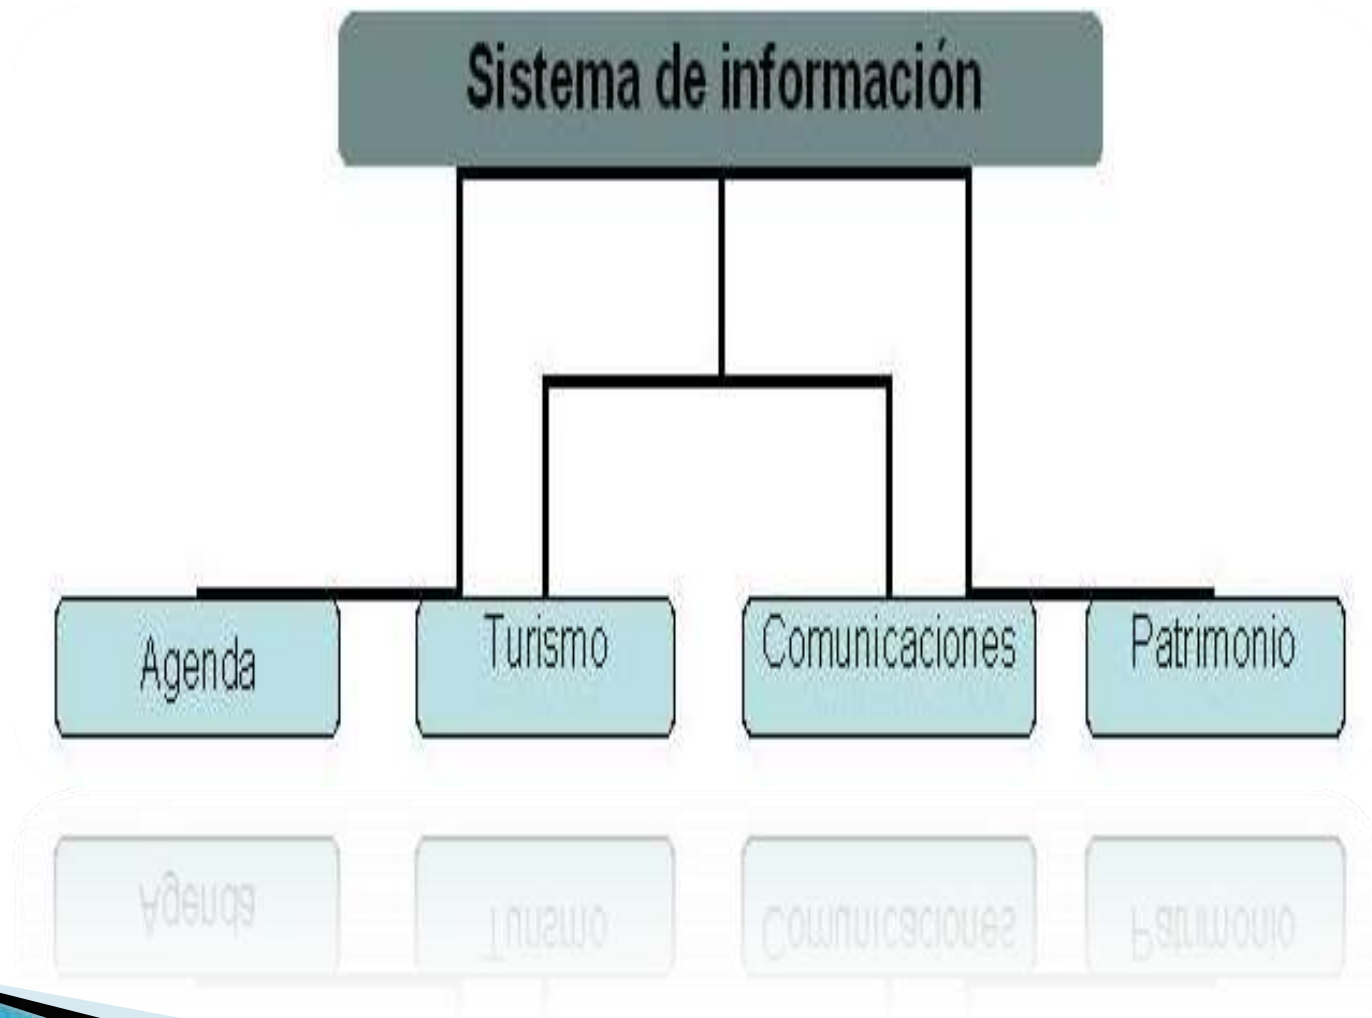 Sistema de información
Agenda
Turismo
Comunicaciones
Patrimonio